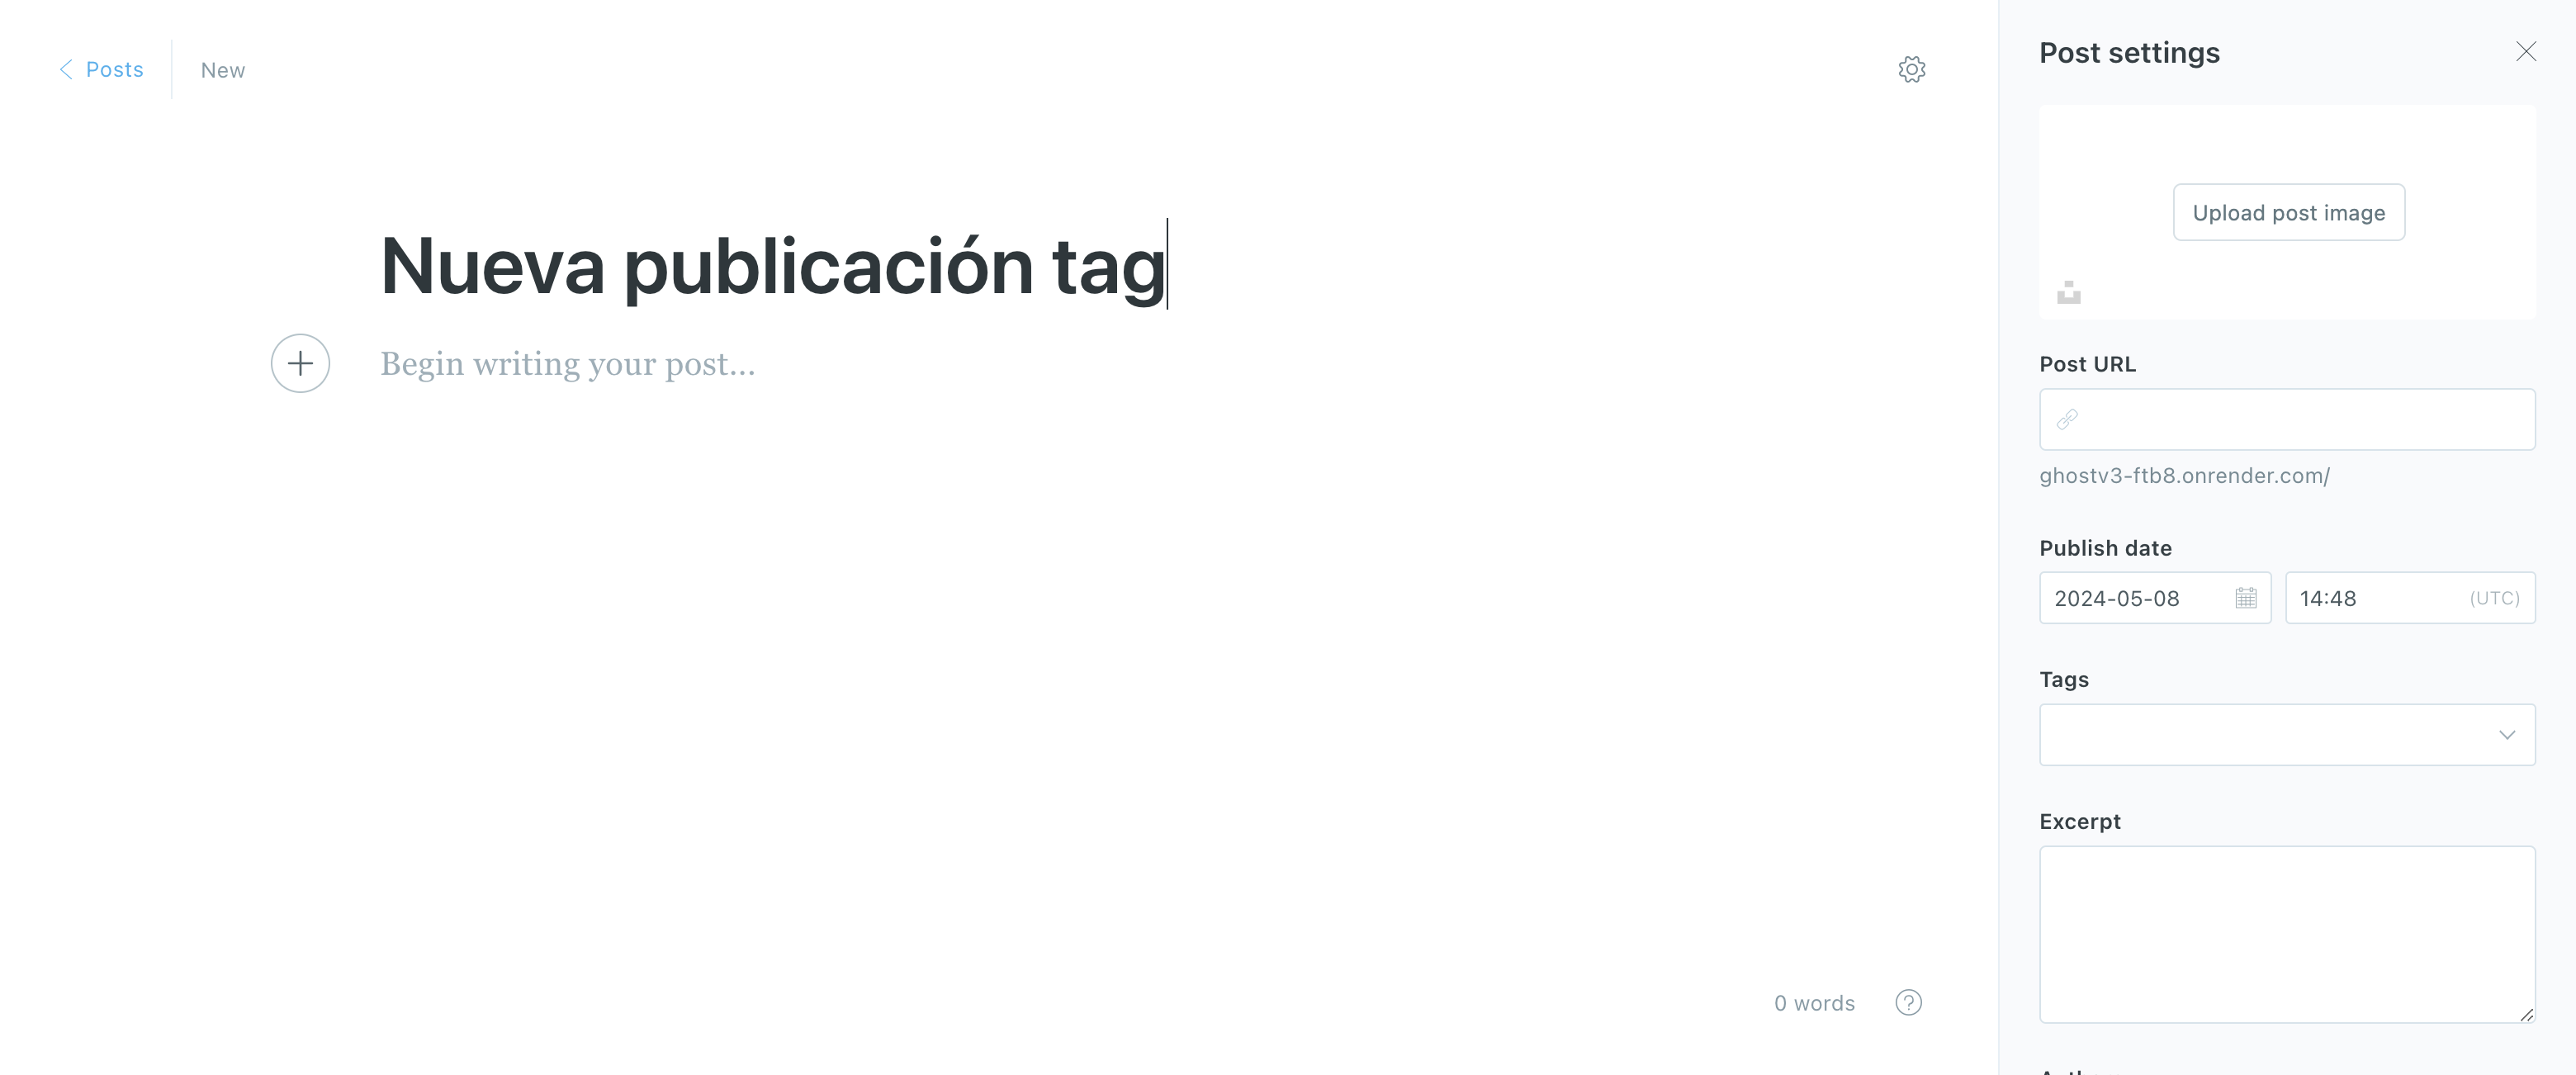 Posts
New
Nueva publicación tag
Begin writing your post...
0 words
?
Post settings
Upload post image
Post URL
ghostv3-ftb8.onrender.com/
Publish date
2024-05-08
14:48 (UTC)
Tags
Excerpt